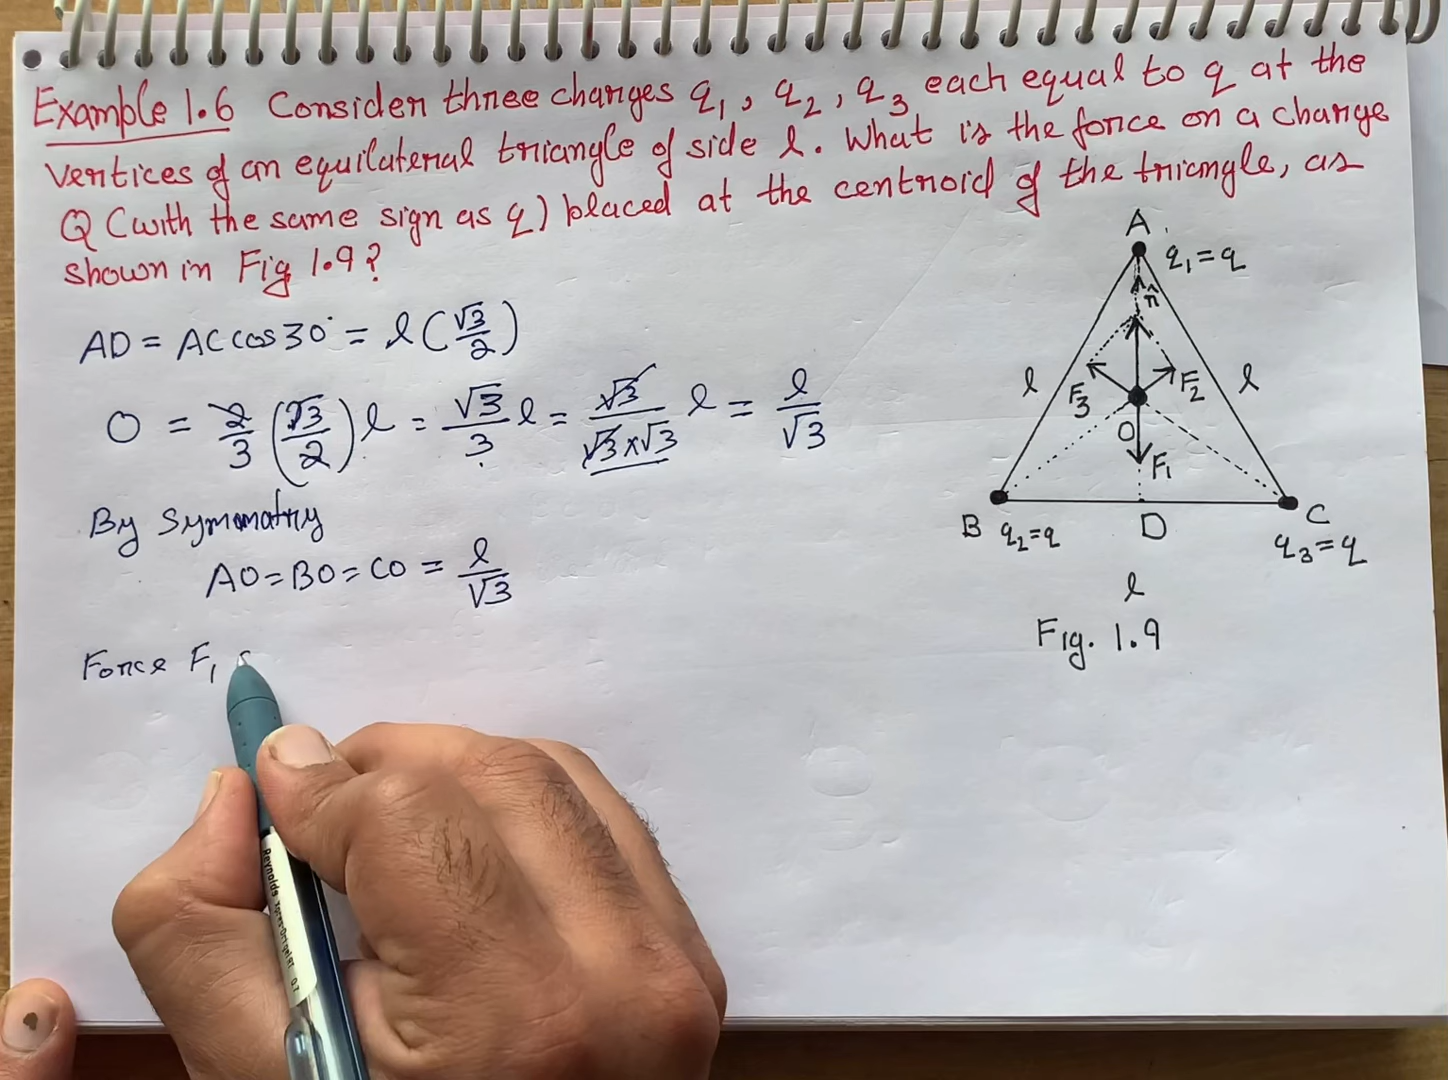 Example 1.6 Consider three charges q₁, q₂, q₃ each equal to q at the
vertices of an equilateral triangle of side l. What is the force on a charge
Q (with the same sign as q) placed at the centroid of the triangle, as
shown in Fig 1.9?
AD = AC cos 30° = l (√3/2)
O = 2/3 (√3/2) l = √3/3 l = √3/(√3×√3) l = l/√3
By Symmatry
AO = BO = CO = l/√3
Force F₁
A
q₁ = q
n̂
l
l
F₃
F₂
O
F₁
B
q₂ = q
D
C
q₃ = q
l
Fig. 1.9
Reynolds
0.7